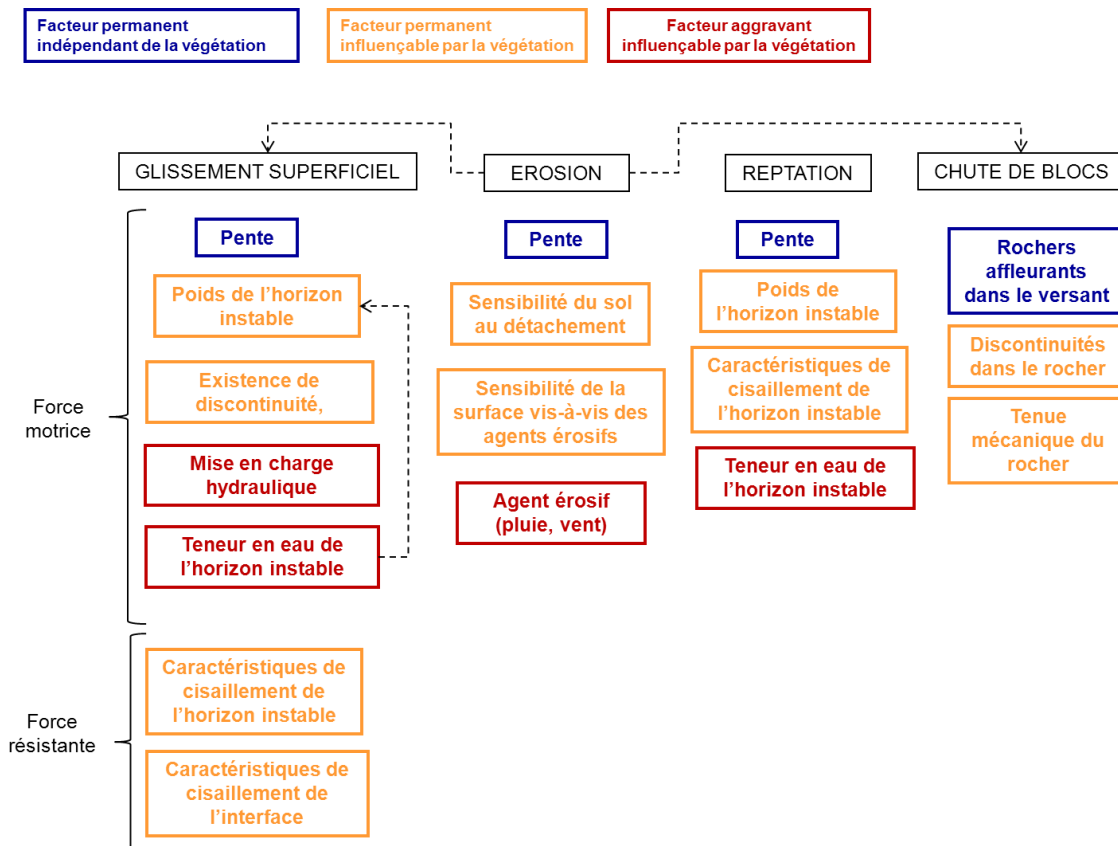 Facteur permanent
indépendant de la végétation
Facteur permanent
influençable par la végétation
Facteur aggravant
influençable par la végétation
GLISSEMENT SUPERFICIEL
EROSION
REPTATION
CHUTE DE BLOCS
Force
motrice
Pente
Poids de l'horizon
instable
Existence de
discontinuité,
Mise en charge
hydraulique
Teneur en eau de
l'horizon instable
Pente
Sensibilité du sol
au détachement
Sensibilité de la
surface vis-à-vis des
agents érosifs
Agent érosif
(pluie, vent)
Pente
Poids de
l'horizon instable
Caractéristiques de
cisaillement de
l'horizon instable
Teneur en eau de
l'horizon instable
Rochers
affleurants
dans le versant
Discontinuités
dans le rocher
Tenue
mécanique du
rocher
Force
résistante
Caractéristiques de
cisaillement de
l'horizon instable
Caractéristiques de
cisaillement de
l'interface